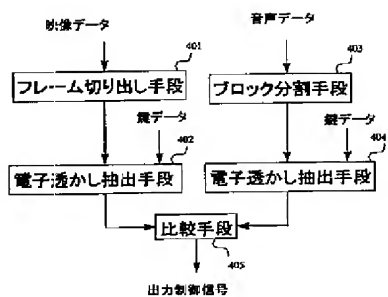 映像データ
音声データ
401
403
フレーム切り出し手段
ブロック分割手段
鍵データ
鍵データ
402
404
電子透かし抽出手段
電子透かし抽出手段
比較手段
405
出力制御信号